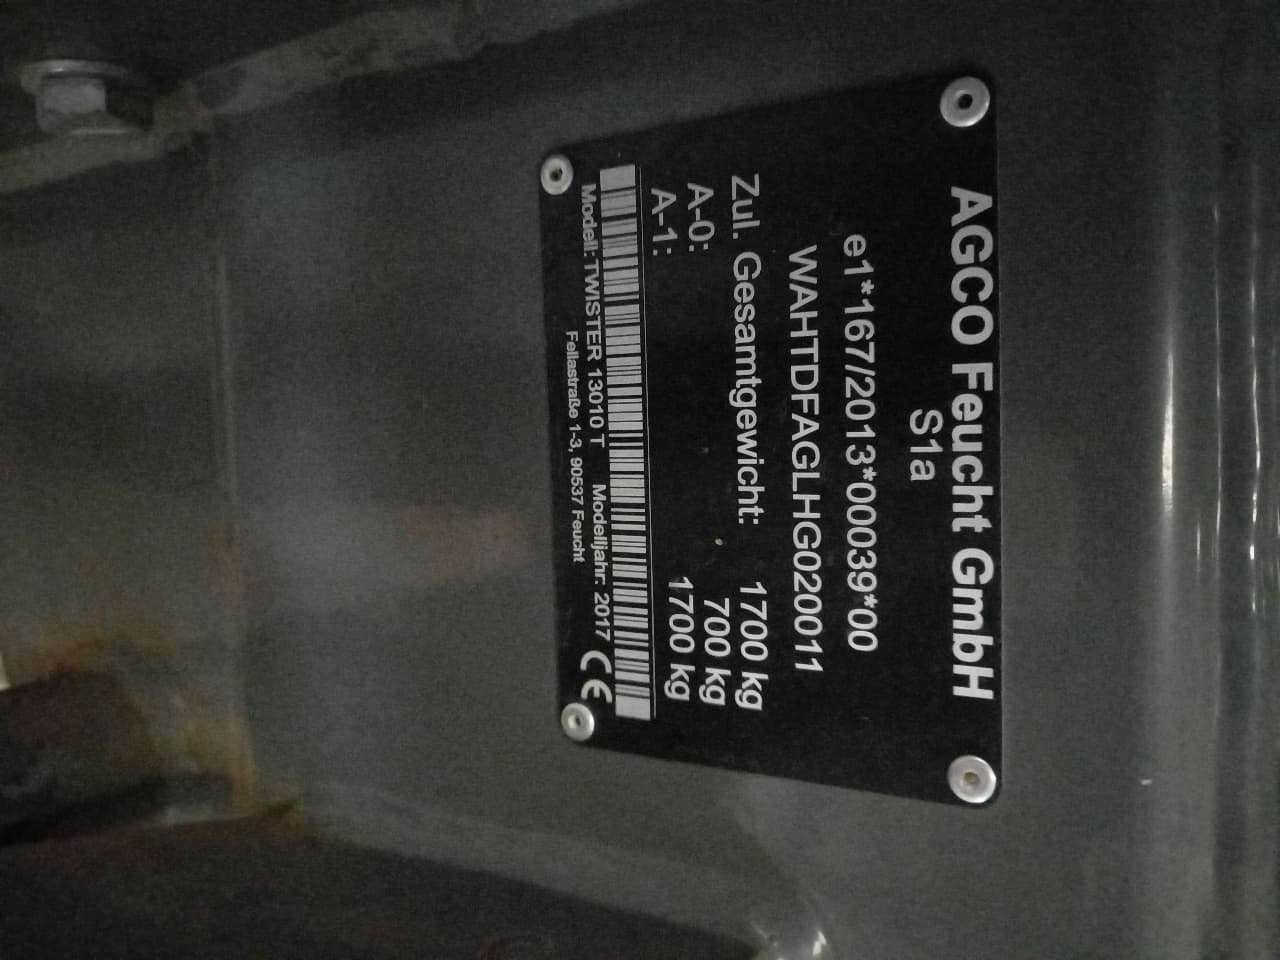 AGCO Feucht GmbH
S1a
e1*167/2013*00039*00
WAHTDFAGLHG020011
Zul. Gesamtgewicht: 1700 kg
A-0: 700 kg
A-1: 1700 kg
Modell: TWISTER 13010 T Modelljahr: 2017 CE
Fellastraße 1-3, 90537 Feucht